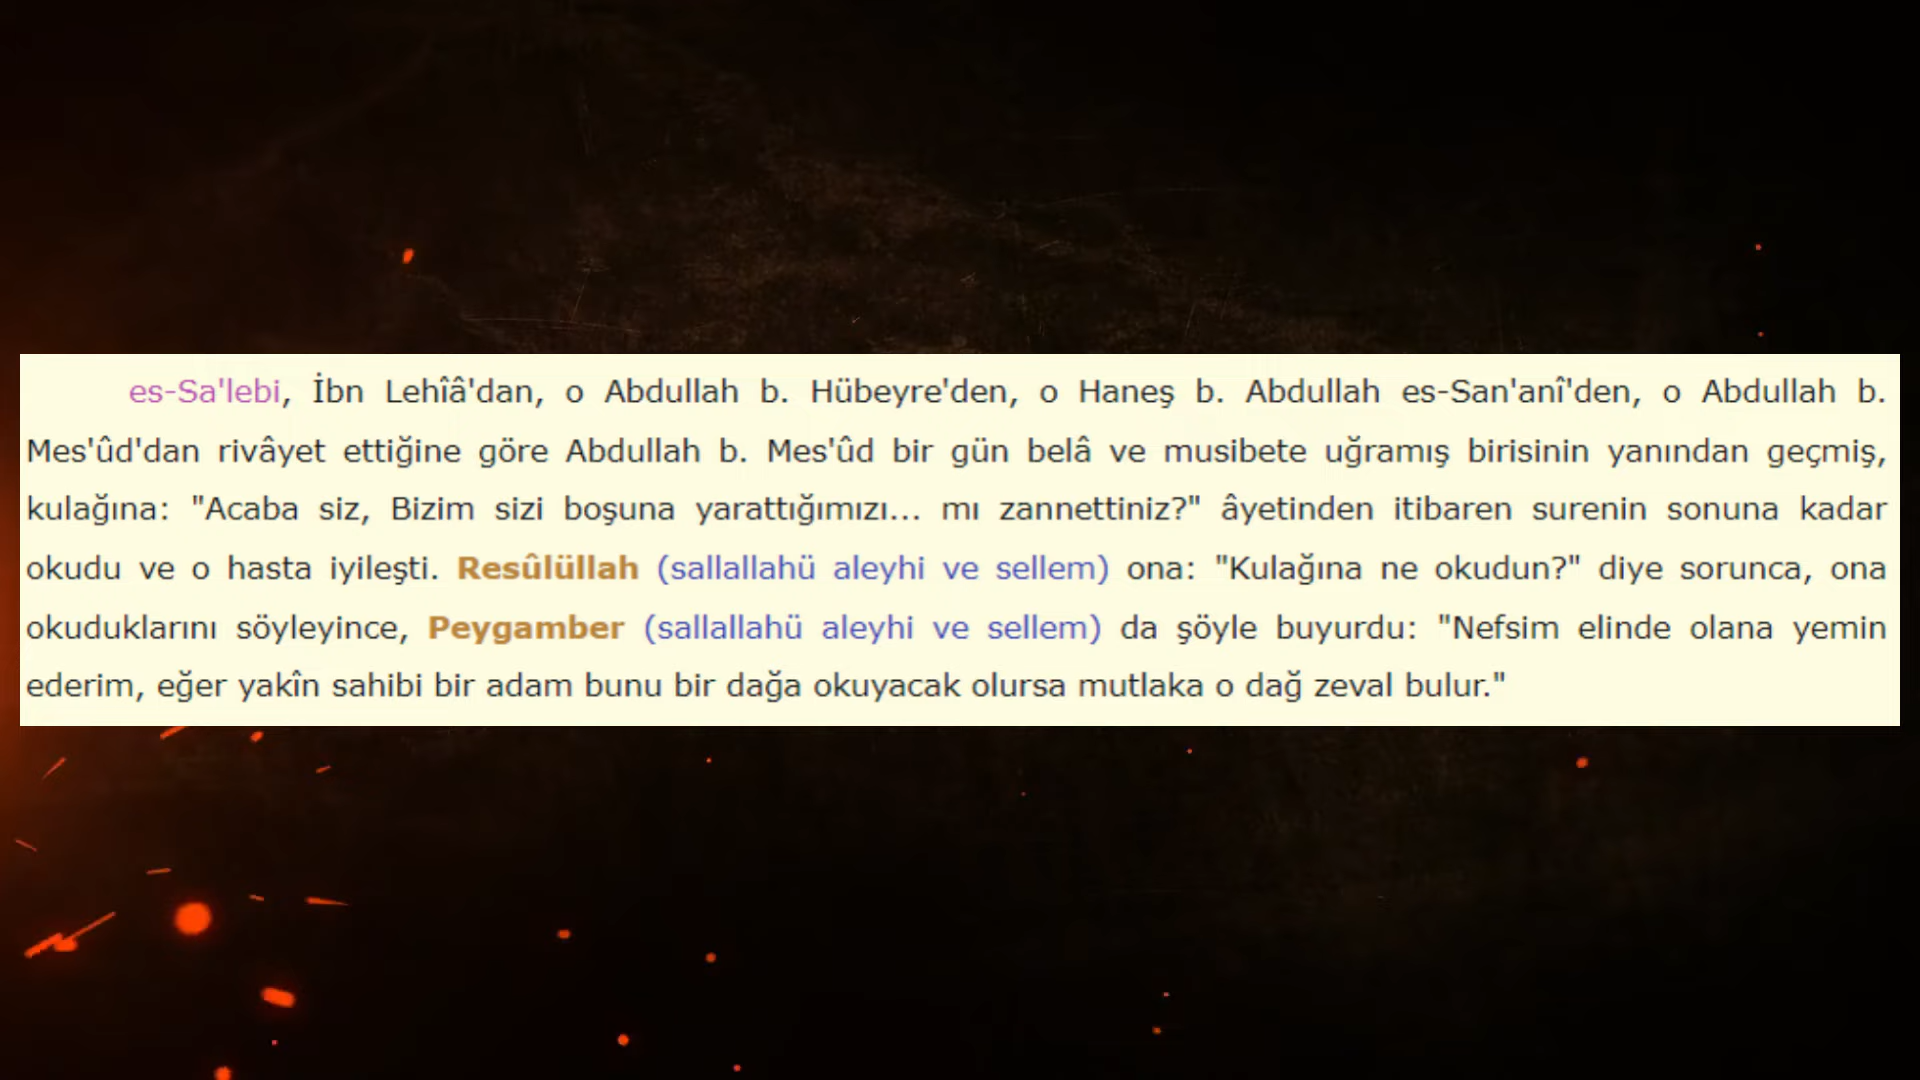 es-Sa'lebi, İbn Lehîâ'dan, o Abdullah b. Hübeyre'den, o Haneş b. Abdullah es-San'anî'den, o Abdullah b.
Mes'ûd'dan rivâyet ettiğine göre Abdullah b. Mes'ûd bir gün belâ ve musibete uğramış birisinin yanından geçmiş,
kulağına: "Acaba siz, Bizim sizi boşuna yarattığımızı... mı zannettiniz?" âyetinden itibaren surenin sonuna kadar
okudu ve o hasta iyileşti. Resûlüllah (sallallahü aleyhi ve sellem) ona: "Kulağına ne okudun?" diye sorunca, ona
okuduklarını söyleyince, Peygamber (sallallahü aleyhi ve sellem) da şöyle buyurdu: "Nefsim elinde olana yemin
ederim, eğer yakîn sahibi bir adam bunu bir dağa okuyacak olursa mutlaka o dağ zeval bulur."